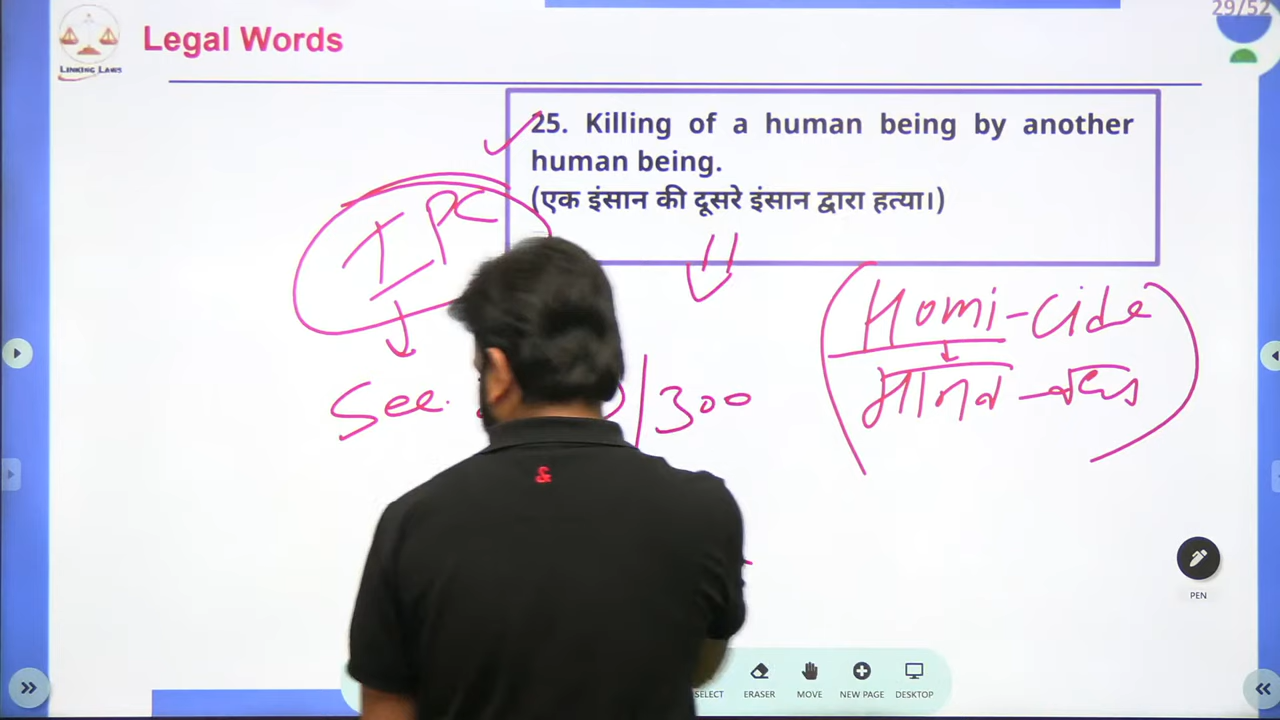 29/52
Legal Words
LINKING LAWS
25. Killing of a human being by another
human being.
(एक इंसान की दूसरे इंसान द्वारा हत्या।)
IPC
Homi-cide
मानव-वध
Sec.
/300
PEN
SELECT
ERASER
MOVE
NEW PAGE
DESKTOP
&